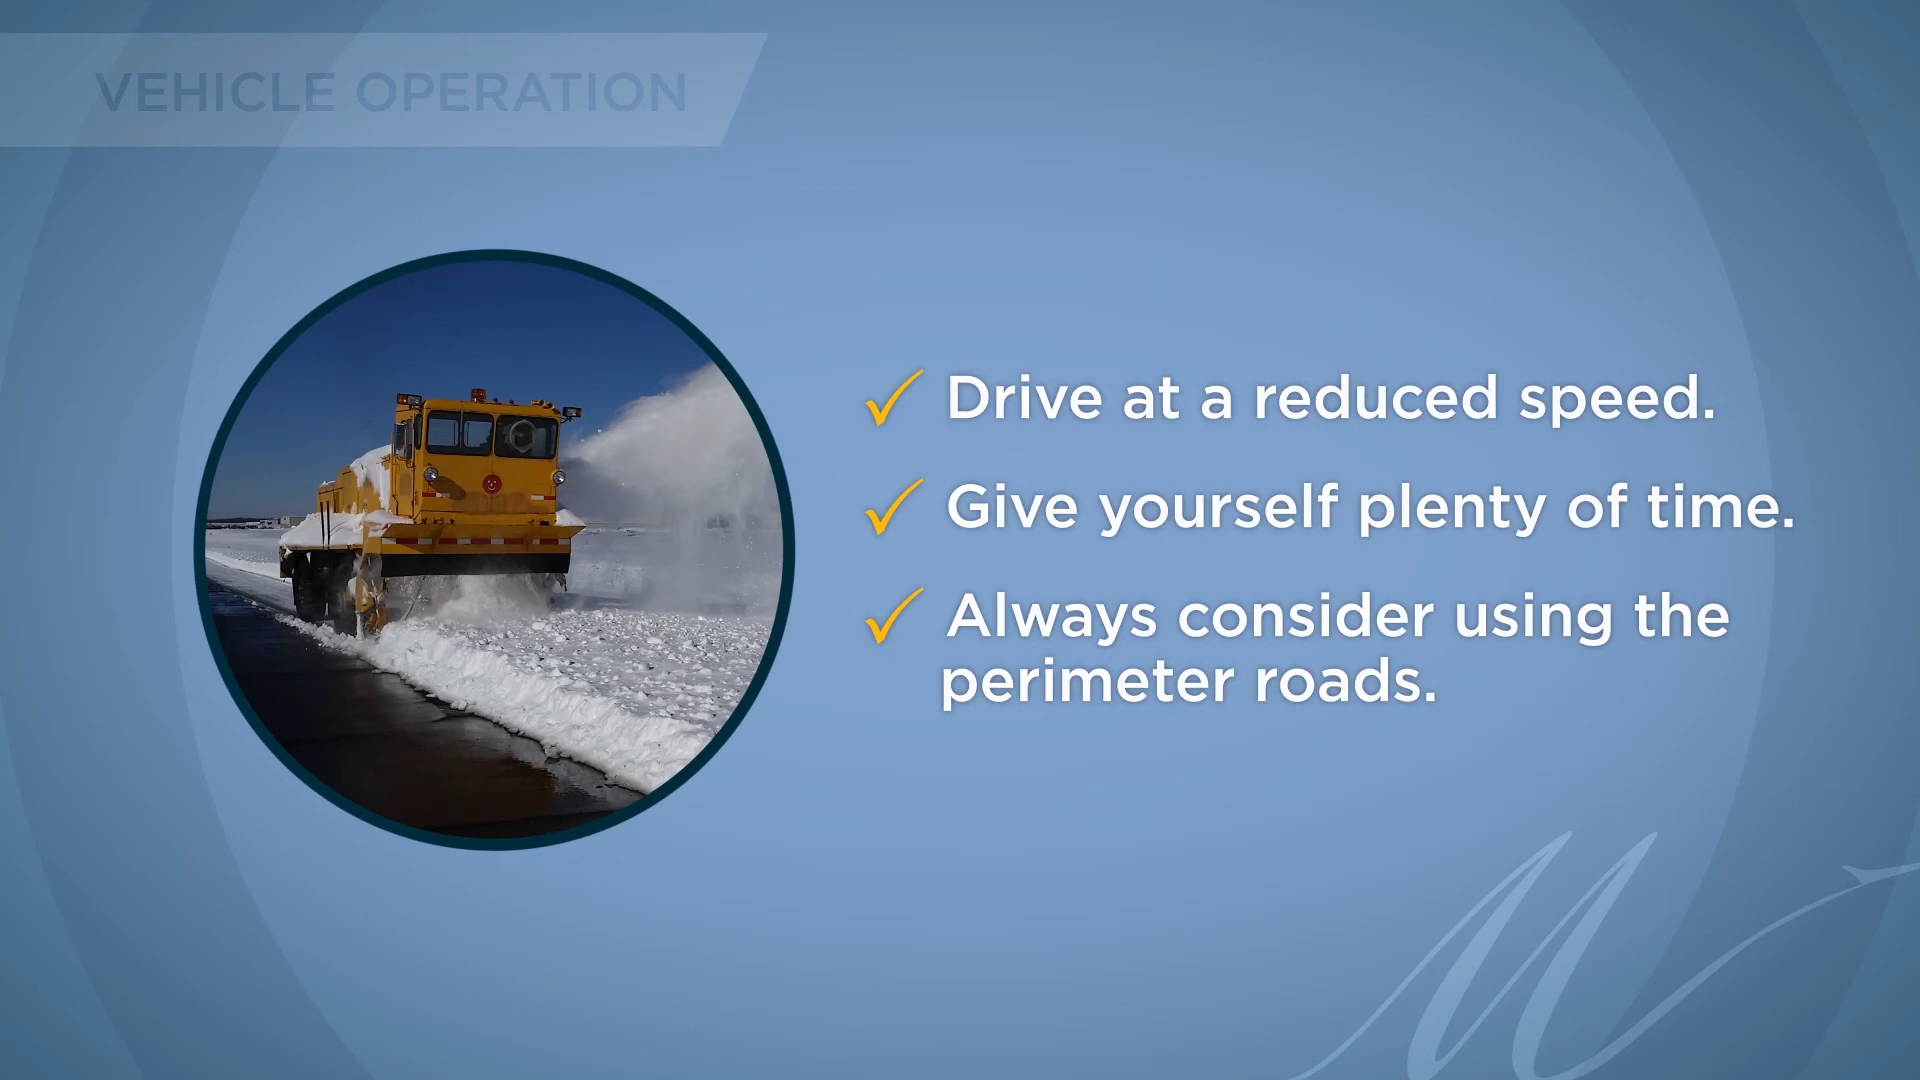 VEHICLE OPERATION
Drive at a reduced speed.
Give yourself plenty of time.
Always consider using the
perimeter roads.